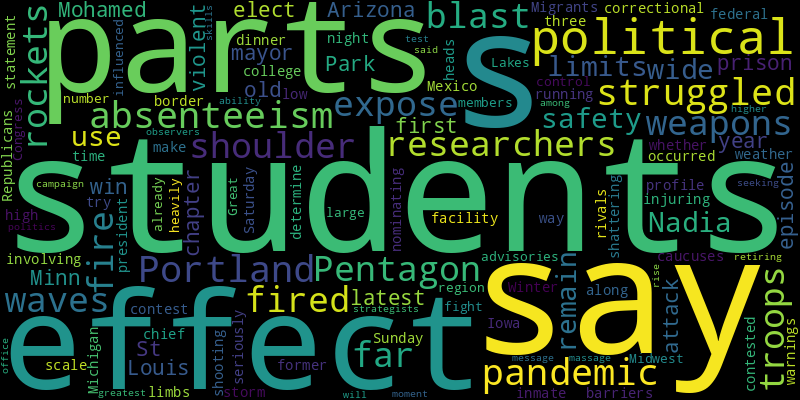 Mohamed
elect
Arizona
blast
Migrants
correctional
three
federal
parts
s
political
statement
rockets
influenced
violent
skills
dinner
night
test
said
heads
Lakes
mayor
Park
college
old
low
Mexico
limits
wide
prison
control
running
struggled
number
border
expose
members
ability
among
higher
Republicans
Congress
absenteeism
first
safety
weapons
year
use
observers
time
make
shoulder
researchers
whether
occurred
weather
students
campaign
high
politics
win
try
president
already
heavily
chapter
Great
Saturday
determine
large
nominating
facility
way
rivals
shattering
profile
injuring
Nadia
seeking
episode
involving
fire
Minn
Portland
Pentagon
advisories
region
Winter
remain
along
caucuses
rise
attack
retiring
troops
warnings
contested
waves
fired
latest
strategists
fight
Iowa
effect
say
contest
chief
St
Louis
shooting
seriously
former
far
Sunday
office
scale
Michigan
greatest
limbs
storm
will
moment
message
massage
Midwest
pandemic
inmate
barriers